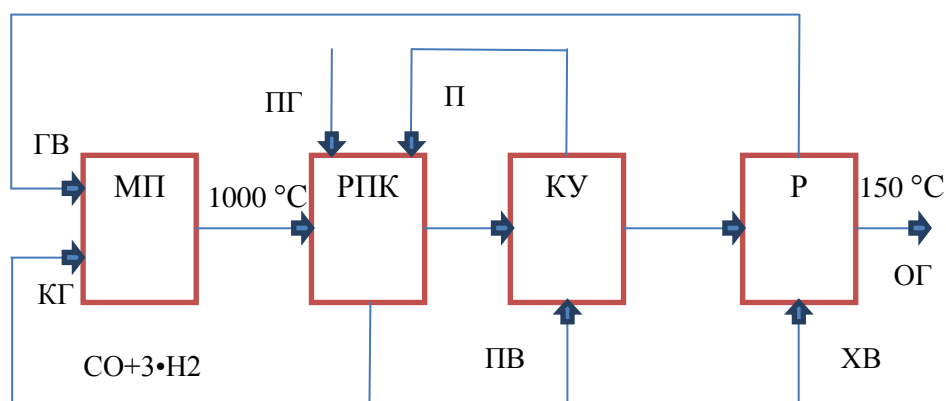 ПГ
П
ГВ
МП
1000 °С
РПК
КУ
Р
150 °С
КГ
ОГ
СО+3•Н2
ПВ
ХВ